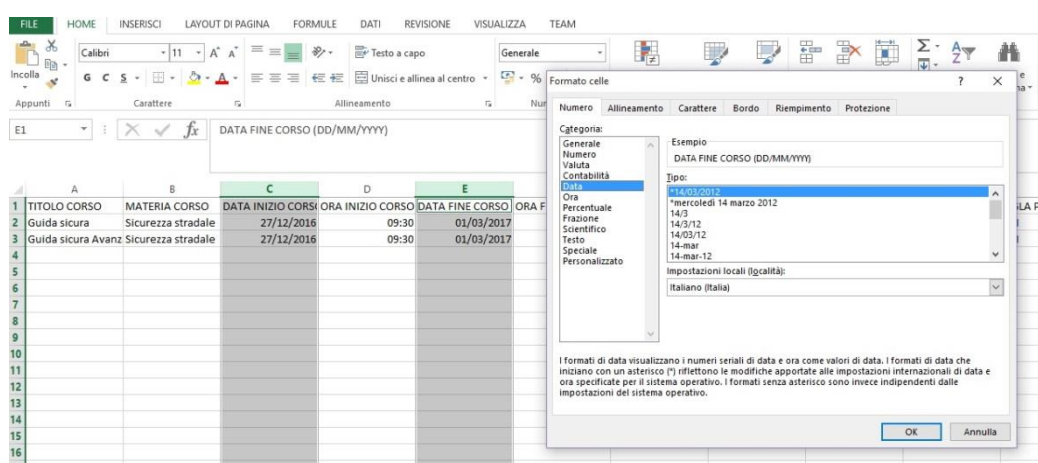 FILE HOME INSERISCI LAYOUT DI PAGINA FORMULE DATI REVISIONE VISUALIZZA TEAM
Incolla
Calibri 11 A A Testo a capo Generale
G C S A Unisci e allinea al centro %
Appunti Carattere Allineamento Num
E1 fx DATA FINE CORSO (DD/MM/YYYY)
A B C D E
1 TITOLO CORSO MATERIA CORSO DATA INIZIO CORS ORA INIZIO CORSO DATA FINE CORSO ORA F
2 Guida sicura Sicurezza stradale 27/12/2016 09:30 01/03/2017
3 Guida sicura Avanz Sicurezza stradale 27/12/2016 09:30 01/03/2017
4
5
6
7
8
9
10
11
12
13
14
15
16
Formato celle ? ×
Numero Allineamento Carattere Bordo Riempimento Protezione
Categoria:
Generale
Numero
Valuta
Contabilità
Data
Ora
Percentuale
Frazione
Scientifico
Testo
Speciale
Personalizzato
Esempio
DATA FINE CORSO (DD/MM/YYYY)
Tipo:
*14/03/2012
*mercoledì 14 marzo 2012
14/3
14/3/12
14/03/12
14-mar
14-mar-12
Impostazioni locali (località):
Italiano (Italia)
I formati di data visualizzano i numeri seriali di data e ora come valori di data. I formati di data che
iniziano con un asterisco (*) riflettono le modifiche apportate alle impostazioni internazionali di data e
ora specificate per il sistema operativo. I formati senza asterisco sono invece indipendenti dalle
impostazioni del sistema operativo.
OK Annulla